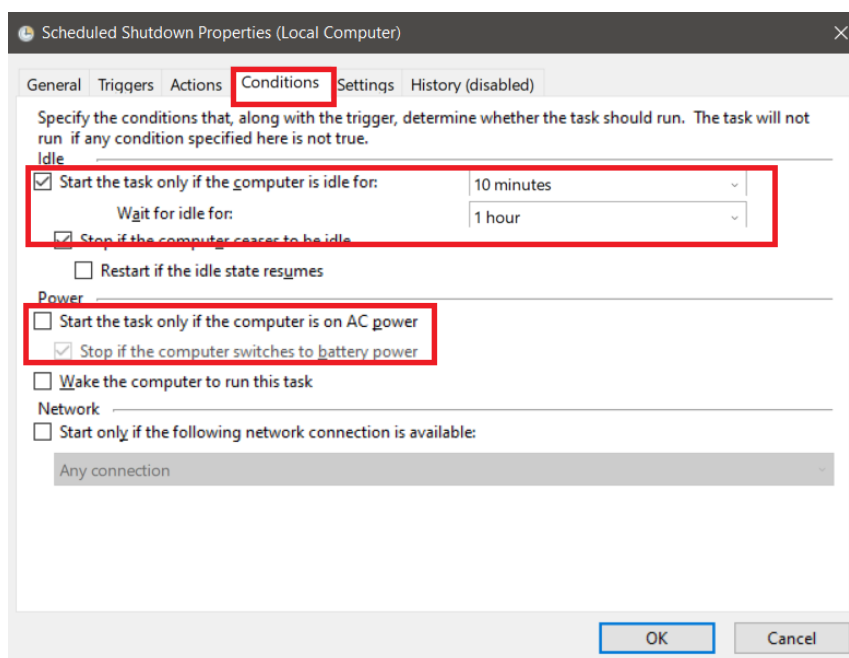 Scheduled Shutdown Properties (Local Computer)
General Triggers Actions Conditions Settings History (disabled)
Specify the conditions that, along with the trigger, determine whether the task should run. The task will not
run if any condition specified here is not true.
Idle
Start the task only if the computer is idle for: 10 minutes
Wait for idle for: 1 hour
Stop if the computer ceases to be idle
Restart if the idle state resumes
Power
Start the task only if the computer is on AC power
Stop if the computer switches to battery power
Wake the computer to run this task
Network
Start only if the following network connection is available:
Any connection
OK Cancel